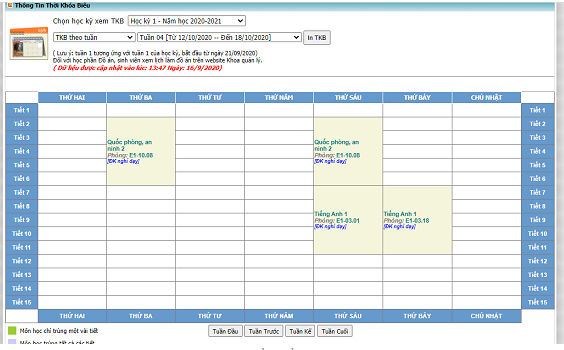 Thông Tin Thời Khóa Biểu
Chọn học kỳ xem TKB Học kỳ 1 - Năm học 2020-2021
TKB theo tuần Tuần 04 [Từ 12/10/2020 -- Đến 18/10/2020] In TKB
( Lưu ý: tuần 1 tương ứng với tuần 1 của học kỳ, bắt đầu từ ngày 21/09/2020)
Đối với học phần Đồ án, sinh viên xem lịch làm đồ án trên website Khoa quản lý.
( Dữ liệu được cập nhật vào lúc: 13:47 Ngày: 16/9/2020)
THỨ HAI THỨ BA THỨ TƯ THỨ NĂM THỨ SÁU THỨ BẢY CHỦ NHẬT
Tiết 1 Tiết 1
Tiết 2 Tiết 2
Tiết 3 Quốc phòng, an Quốc phòng, an Tiết 3
ninh 2 ninh 2
Tiết 4 Phòng: E1-10.08 Phòng: E1-10.08 Tiết 4
Tiết 5 [ĐK nghỉ dạy] [ĐK nghỉ dạy] Tiết 5
Tiết 6 Tiết 6
Tiết 7 Tiết 7
Tiết 8 Tiết 8
Tiếng Anh 1 Tiếng Anh 1
Tiết 9 Phòng: E1-03.01 Phòng: E1-03.18 Tiết 9
[ĐK nghỉ dạy] [ĐK nghỉ dạy]
Tiết 10 Tiết 10
Tiết 11 Tiết 11
Tiết 12 Tiết 12
Tiết 13 Tiết 13
Tiết 14 Tiết 14
Tiết 15 Tiết 15
THỨ HAI THỨ BA THỨ TƯ THỨ NĂM THỨ SÁU THỨ BẢY CHỦ NHẬT
Môn học chỉ trùng một vài tiết Tuần Đầu Tuần Trước Tuần Kế Tuần Cuối
Môn học trùng tất cả các tiết